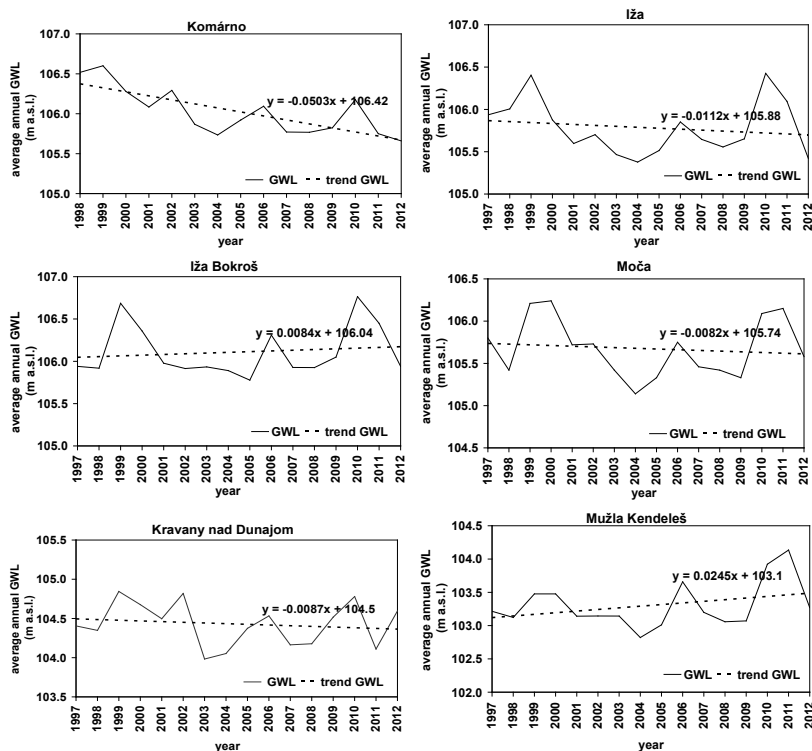 Komárno
average annual GWL
(m a.s.l.)
107.0
106.5
106.0
105.5
105.0
y = -0.0503x + 106.42
GWL trend GWL
1998 1999 2000 2001 2002 2003 2004 2005 2006 2007 2008 2009 2010 2011 2012
year
Iža
average annual GWL
(m a.s.l.)
107.0
106.5
106.0
105.5
105.0
y = -0.0112x + 105.88
GWL trend GWL
1997 1998 1999 2000 2001 2002 2003 2004 2005 2006 2007 2008 2009 2010 2011 2012
year
Iža Bokroš
average annual GWL
(m a.s.l.)
107.0
106.5
106.0
105.5
105.0
y = 0.0084x + 106.04
GWL trend GWL
1997 1998 1999 2000 2001 2002 2003 2004 2005 2006 2007 2008 2009 2010 2011 2012
year
Moča
average annual GWL
(m a.s.l.)
106.5
106.0
105.5
105.0
104.5
y = -0.0082x + 105.74
GWL trend GWL
1997 1998 1999 2000 2001 2002 2003 2004 2005 2006 2007 2008 2009 2010 2011 2012
year
Kravany nad Dunajom
average annual GWL
(m a.s.l.)
105.5
105.0
104.5
104.0
103.5
y = -0.0087x + 104.5
GWL trend GWL
1997 1998 1999 2000 2001 2002 2003 2004 2005 2006 2007 2008 2009 2010 2011 2012
year
Mužla Kendeleš
average annual GWL
(m a.s.l.)
104.5
104.0
103.5
103.0
102.5
102.0
y = 0.0245x + 103.1
GWL trend GWL
1997 1998 1999 2000 2001 2002 2003 2004 2005 2006 2007 2008 2009 2010 2011 2012
year